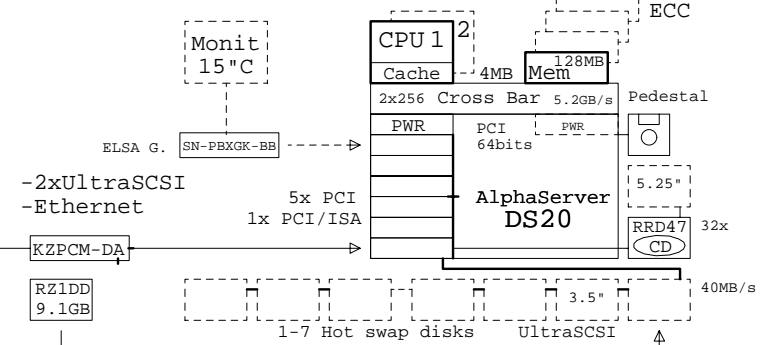 ECC
Monit
15"C
CPU 1
2
Cache
4MB
128MB
Mem
2x256 Cross Bar 5.2GB/s
Pedestal
PWR
PCI
64bits
PWR
ELSA G.
SN-PBXGK-BB
-2xUltraSCSI
-Ethernet
5x PCI
1x PCI/ISA
AlphaServer
DS20
5.25"
RRD47
CD
32x
KZPCM-DA
RZ1DD
9.1GB
3.5"
40MB/s
1-7 Hot swap disks
UltraSCSI